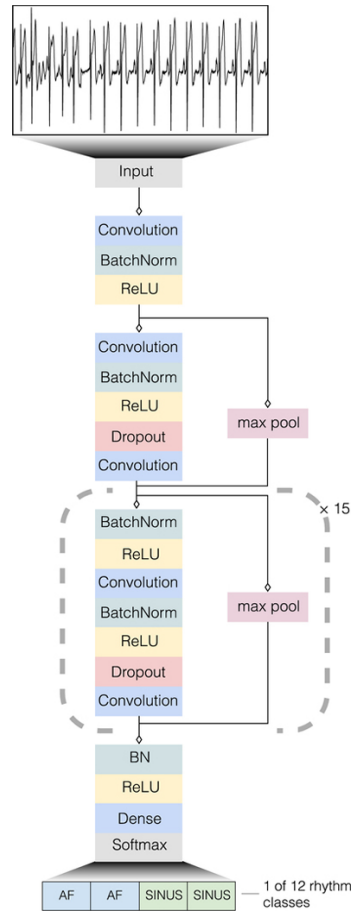 Input
Convolution
BatchNorm
ReLU
Convolution
BatchNorm
ReLU
Dropout
Convolution
max pool
× 15
BatchNorm
ReLU
Convolution
BatchNorm
ReLU
Dropout
Convolution
max pool
BN
ReLU
Dense
Softmax
AF AF SINUS SINUS
1 of 12 rhythm
classes